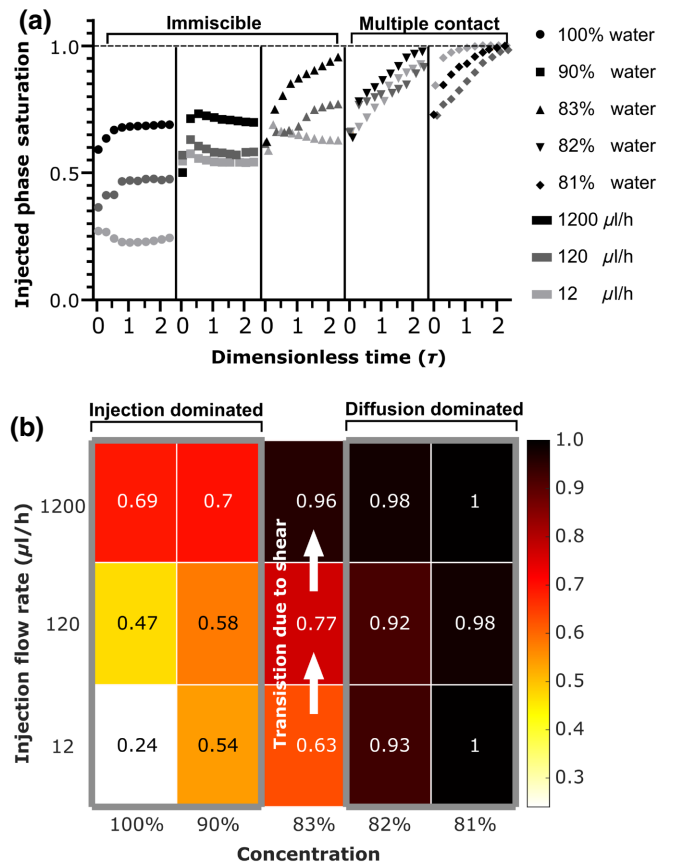 (a)
Immiscible
Multiple contact
Injected phase saturation
1.0
0.5
0.0
0 1 2 0 1 2 0 1 2 0 1 2 0 1 2
Dimensionless time (τ)
100% water
90% water
83% water
82% water
81% water
1200 µl/h
120 µl/h
12 µl/h
(b)
Injection dominated
Diffusion dominated
Injection flow rate (µl/h)
1200
120
12
0.69 0.7 0.96 0.98 1
0.47 0.58 0.77 0.92 0.98
0.24 0.54 0.63 0.93 1
Transistion due to shear
100% 90% 83% 82% 81%
Concentration
1.0
0.9
0.8
0.7
0.6
0.5
0.4
0.3